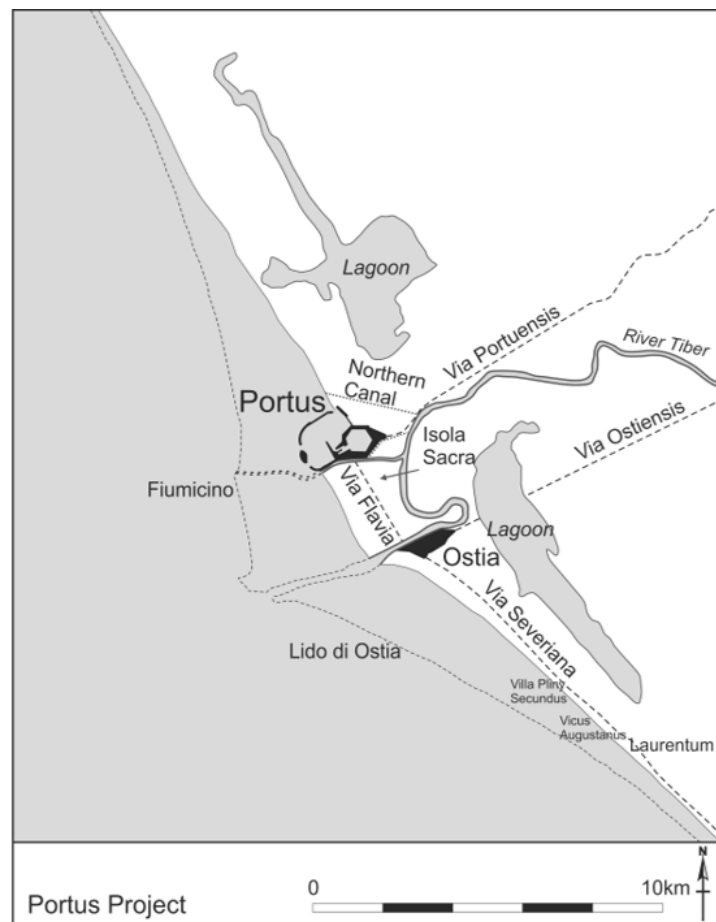 Lagoon
Via Portuensis
River Tiber
Northern
Canal
Portus
Isola
Sacra
Via Ostiensis
Fiumicino
Via Flavia
Lagoon
Ostia
Via Severiana
Lido di Ostia
Villa Pliny
Secundus
Vicus
Augustanus
Laurentum
N
0
10km
Portus Project